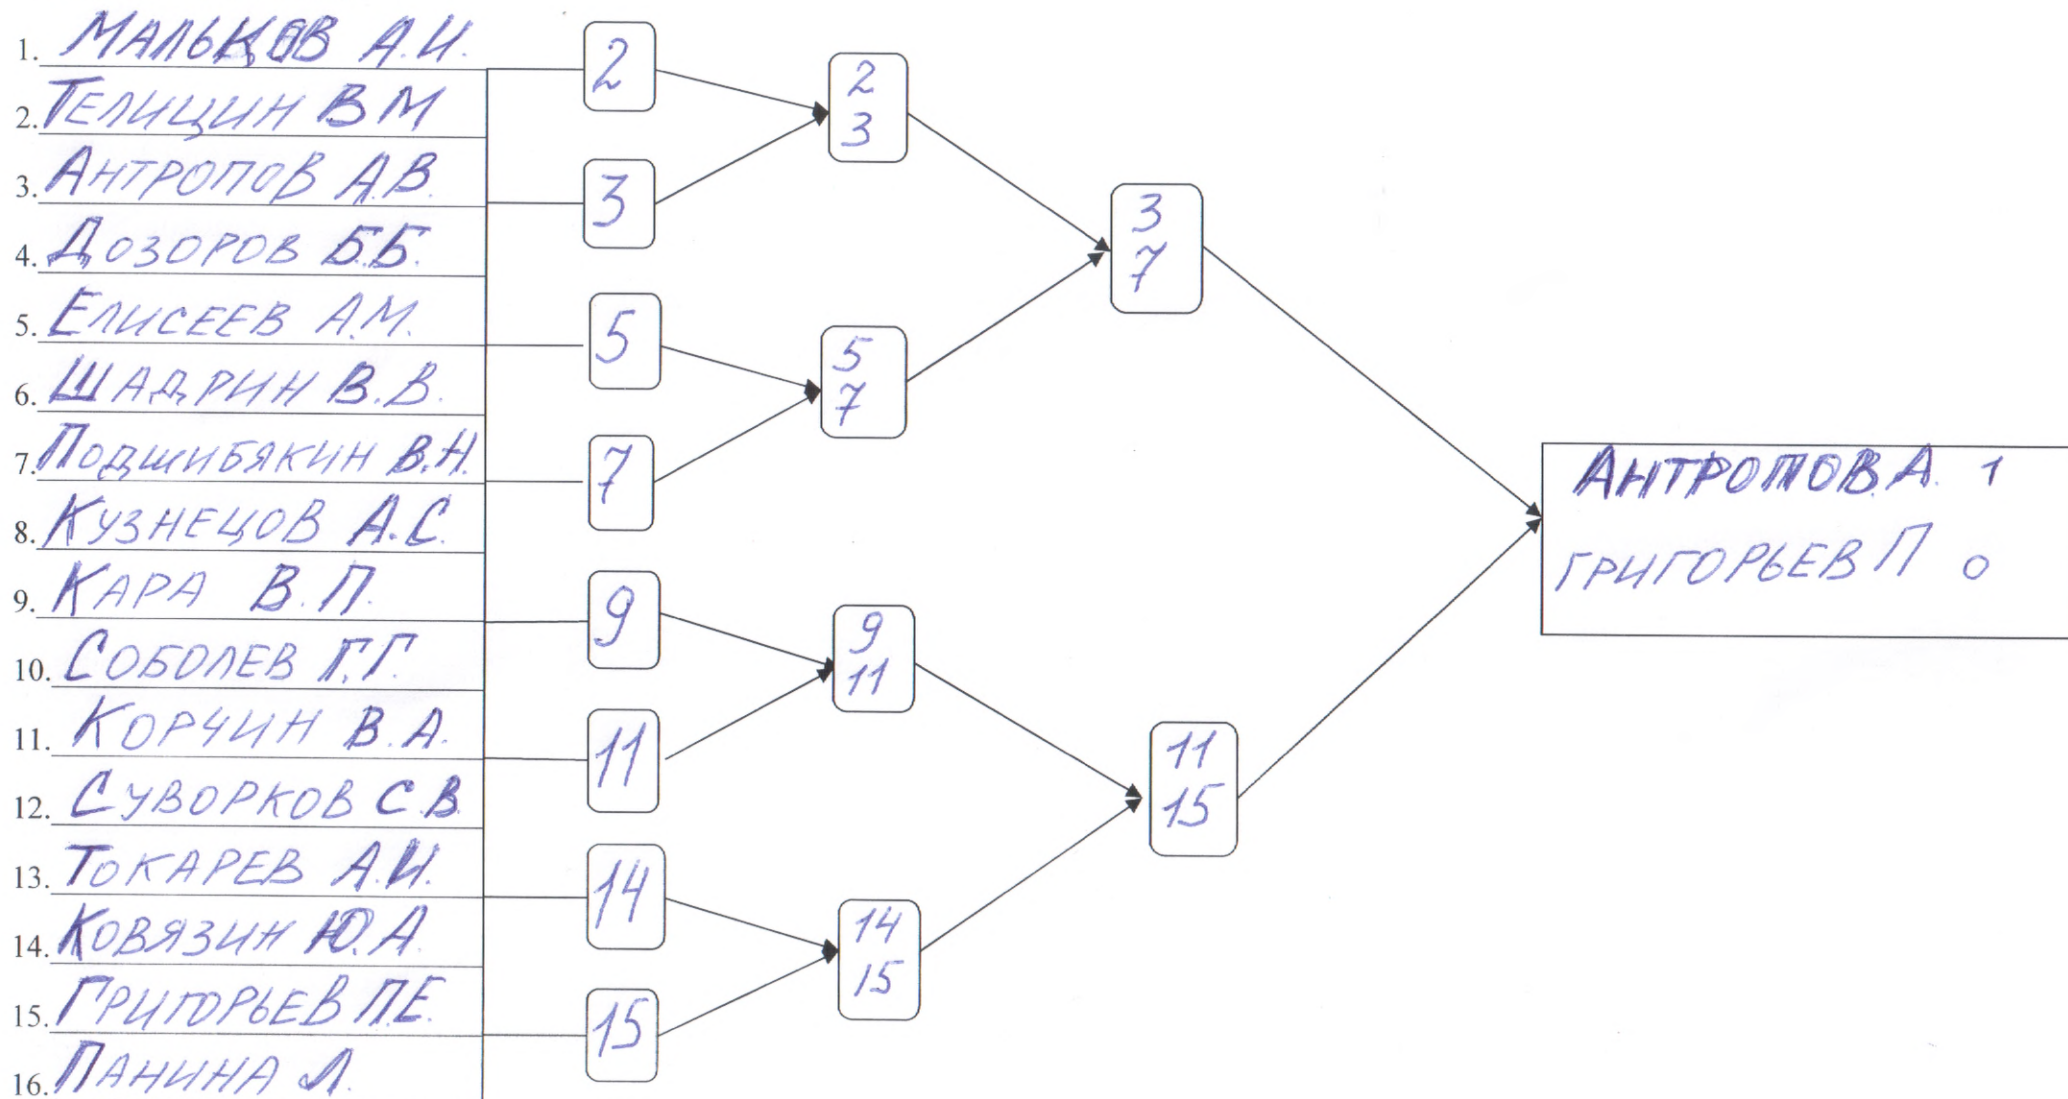 1. МАЛЬЦЕВ А.И.
2. ТЕЛИЦИН В М
3. АНТРОПОВ А.В.
4. ДОЗОРОВ Б.Б.
5. ЕЛИСЕЕВ А.М.
6. ШАДРИН В.В.
7. ПОДШИБЯКИН В.Н.
8. КУЗНЕЦОВ А.С.
9. КАРА В.П.
10. СОБОЛЕВ Г.Г.
11. КОРЧИН В.А.
12. СУВОРКОВ С В.
13. ТОКАРЕВ А.И.
14. КОВЯЗИН Ю.А.
15. ГРИГОРЬЕВ П.Е.
16. ПАНИНА Л.
2
3
5
7
9
11
14
15
2
3
5
7
9
11
14
15
3
7
11
15
АНТРОПОВ.А. 1
ГРИГОРЬЕВ П 0